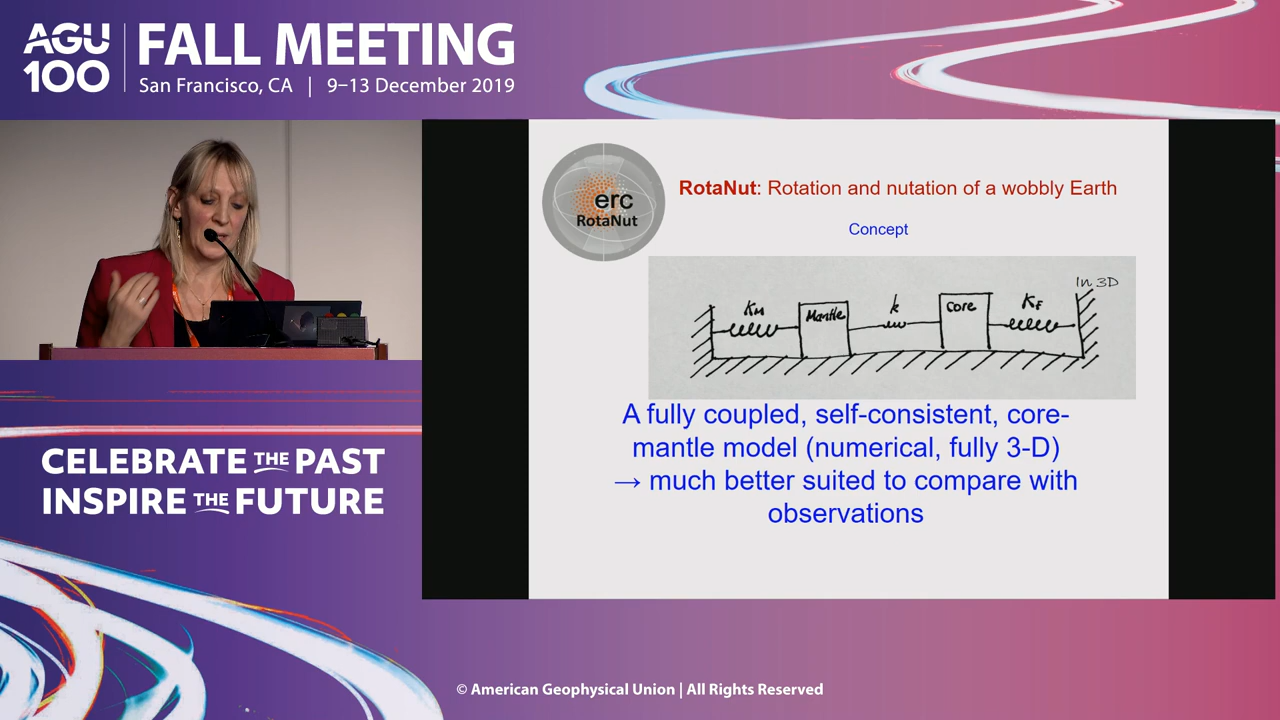 AGU
100
FALL MEETING
San Francisco, CA | 9–13 December 2019
erc
RotaNut
RotaNut: Rotation and nutation of a wobbly Earth
Concept
In 3D
KM
Mantle
k
Core
KF
A fully coupled, self-consistent, core-
mantle model (numerical, fully 3-D)
→ much better suited to compare with
observations
CELEBRATE THE PAST
INSPIRE THE FUTURE
© American Geophysical Union | All Rights Reserved